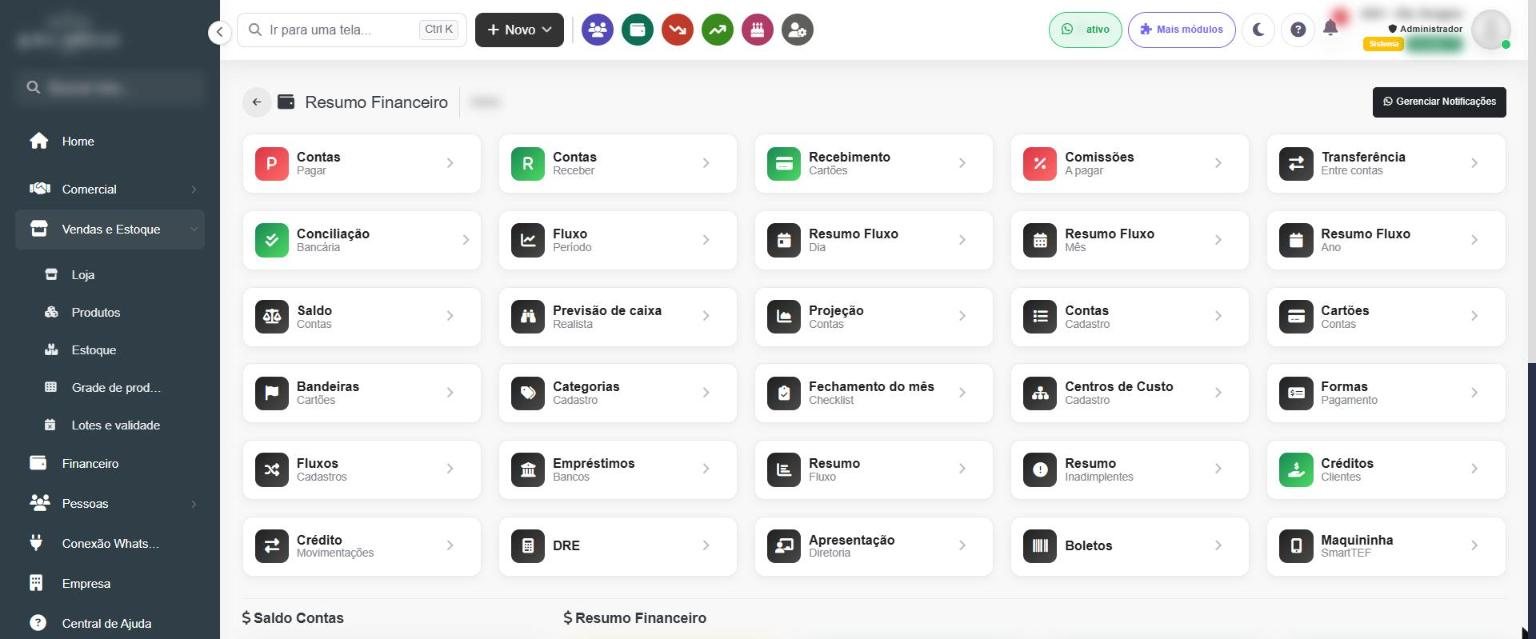 Ir para uma tela...
Ctrl K
+ Novo
ativo
Mais módulos
Administrador
Sistema
Home
Comercial
Vendas e Estoque
Loja
Produtos
Estoque
Grade de prod...
Lotes e validade
Financeiro
Pessoas
Conexão Whats...
Empresa
Central de Ajuda
Resumo Financeiro
Gerenciar Notificações
P
Contas
Pagar
R
Contas
Receber
Recebimento
Cartões
Comissões
A pagar
Transferência
Entre contas
Conciliação
Bancária
Fluxo
Período
Resumo Fluxo
Dia
Resumo Fluxo
Mês
Resumo Fluxo
Ano
Saldo
Contas
Previsão de caixa
Realista
Projeção
Contas
Contas
Cadastro
Cartões
Contas
Bandeiras
Cartões
Categorias
Cadastro
Fechamento do mês
Checklist
Centros de Custo
Cadastro
Formas
Pagamento
Fluxos
Cadastros
Empréstimos
Bancos
Resumo
Fluxo
Resumo
Inadimplentes
Créditos
Clientes
Crédito
Movimentações
DRE
Apresentação
Diretoria
Boletos
Maquininha
SmartTEF
$ Saldo Contas
$ Resumo Financeiro